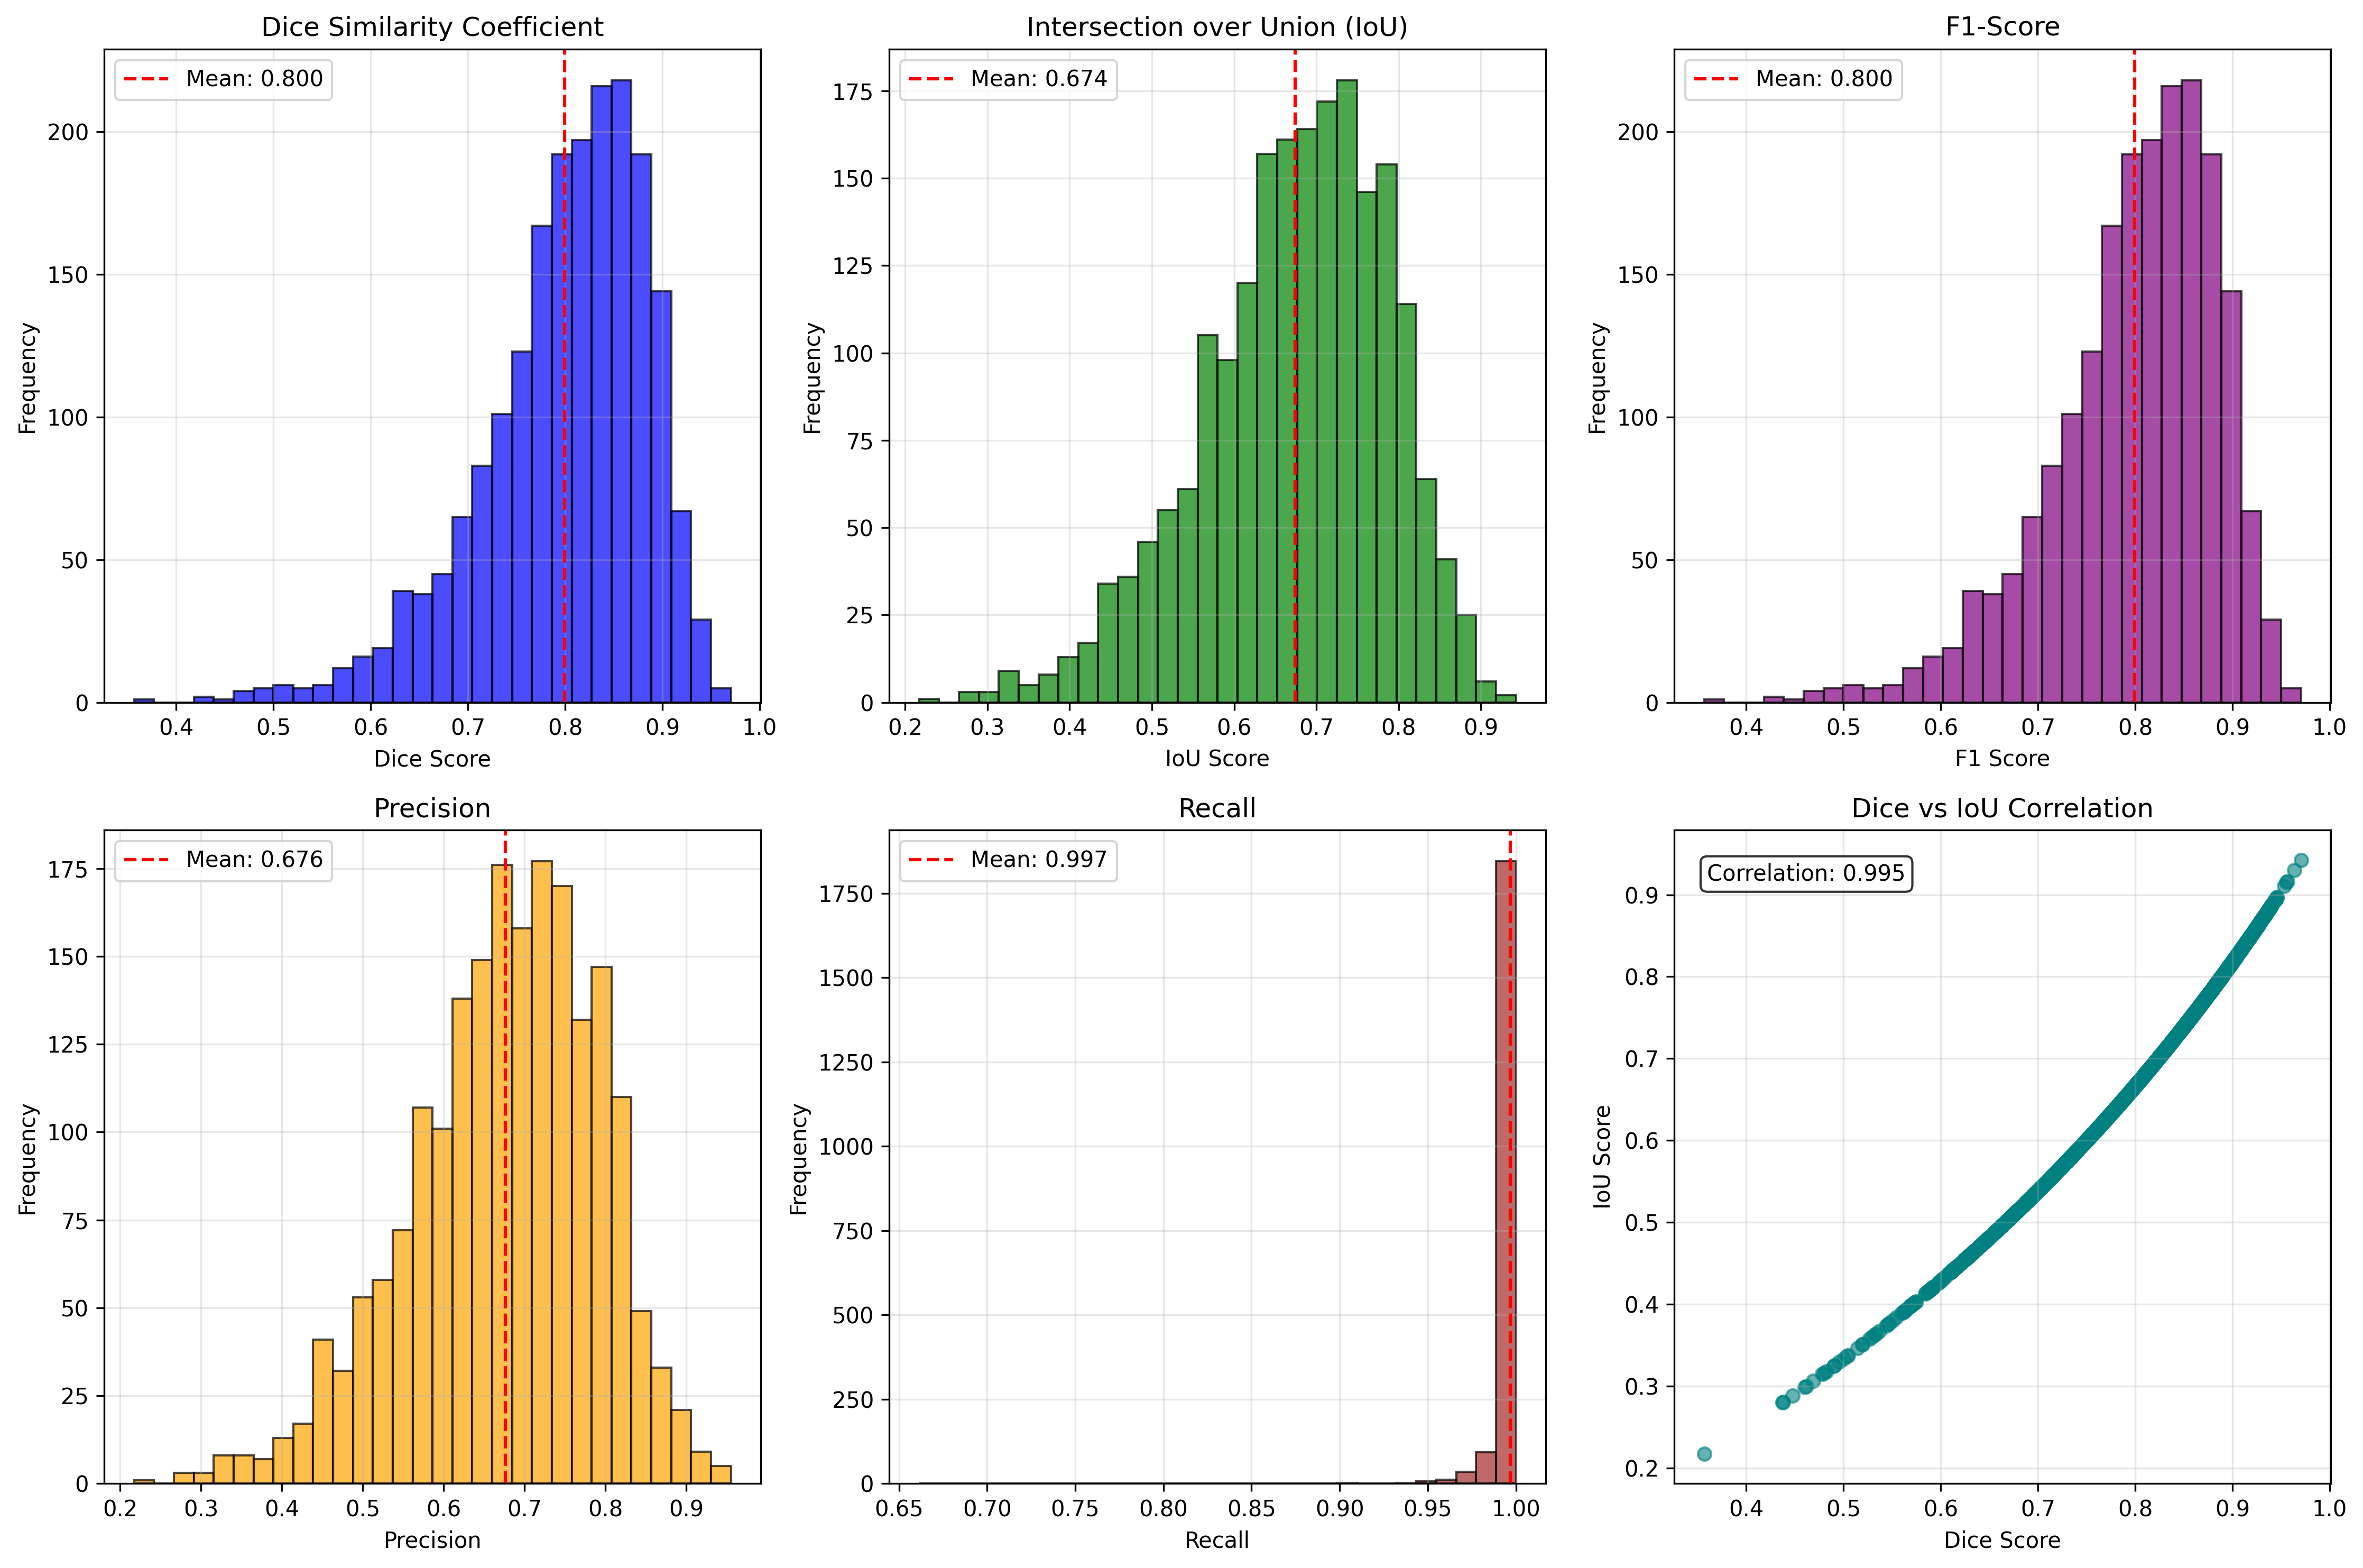 Dice Similarity Coefficient
Mean: 0.800
Frequency
200
150
100
50
0
0.4 0.5 0.6 0.7 0.8 0.9 1.0
Dice Score
Intersection over Union (IoU)
Mean: 0.674
Frequency
175
150
125
100
75
50
25
0
0.2 0.3 0.4 0.5 0.6 0.7 0.8 0.9
IoU Score
F1-Score
Mean: 0.800
Frequency
200
150
100
50
0
0.4 0.5 0.6 0.7 0.8 0.9 1.0
F1 Score
Precision
Mean: 0.676
Frequency
175
150
125
100
75
50
25
0
0.2 0.3 0.4 0.5 0.6 0.7 0.8 0.9
Precision
Recall
Mean: 0.997
Frequency
1750
1500
1250
1000
750
500
250
0
0.65 0.70 0.75 0.80 0.85 0.90 0.95 1.00
Recall
Dice vs IoU Correlation
Correlation: 0.995
IoU Score
0.9
0.8
0.7
0.6
0.5
0.4
0.3
0.2
0.4 0.5 0.6 0.7 0.8 0.9 1.0
Dice Score